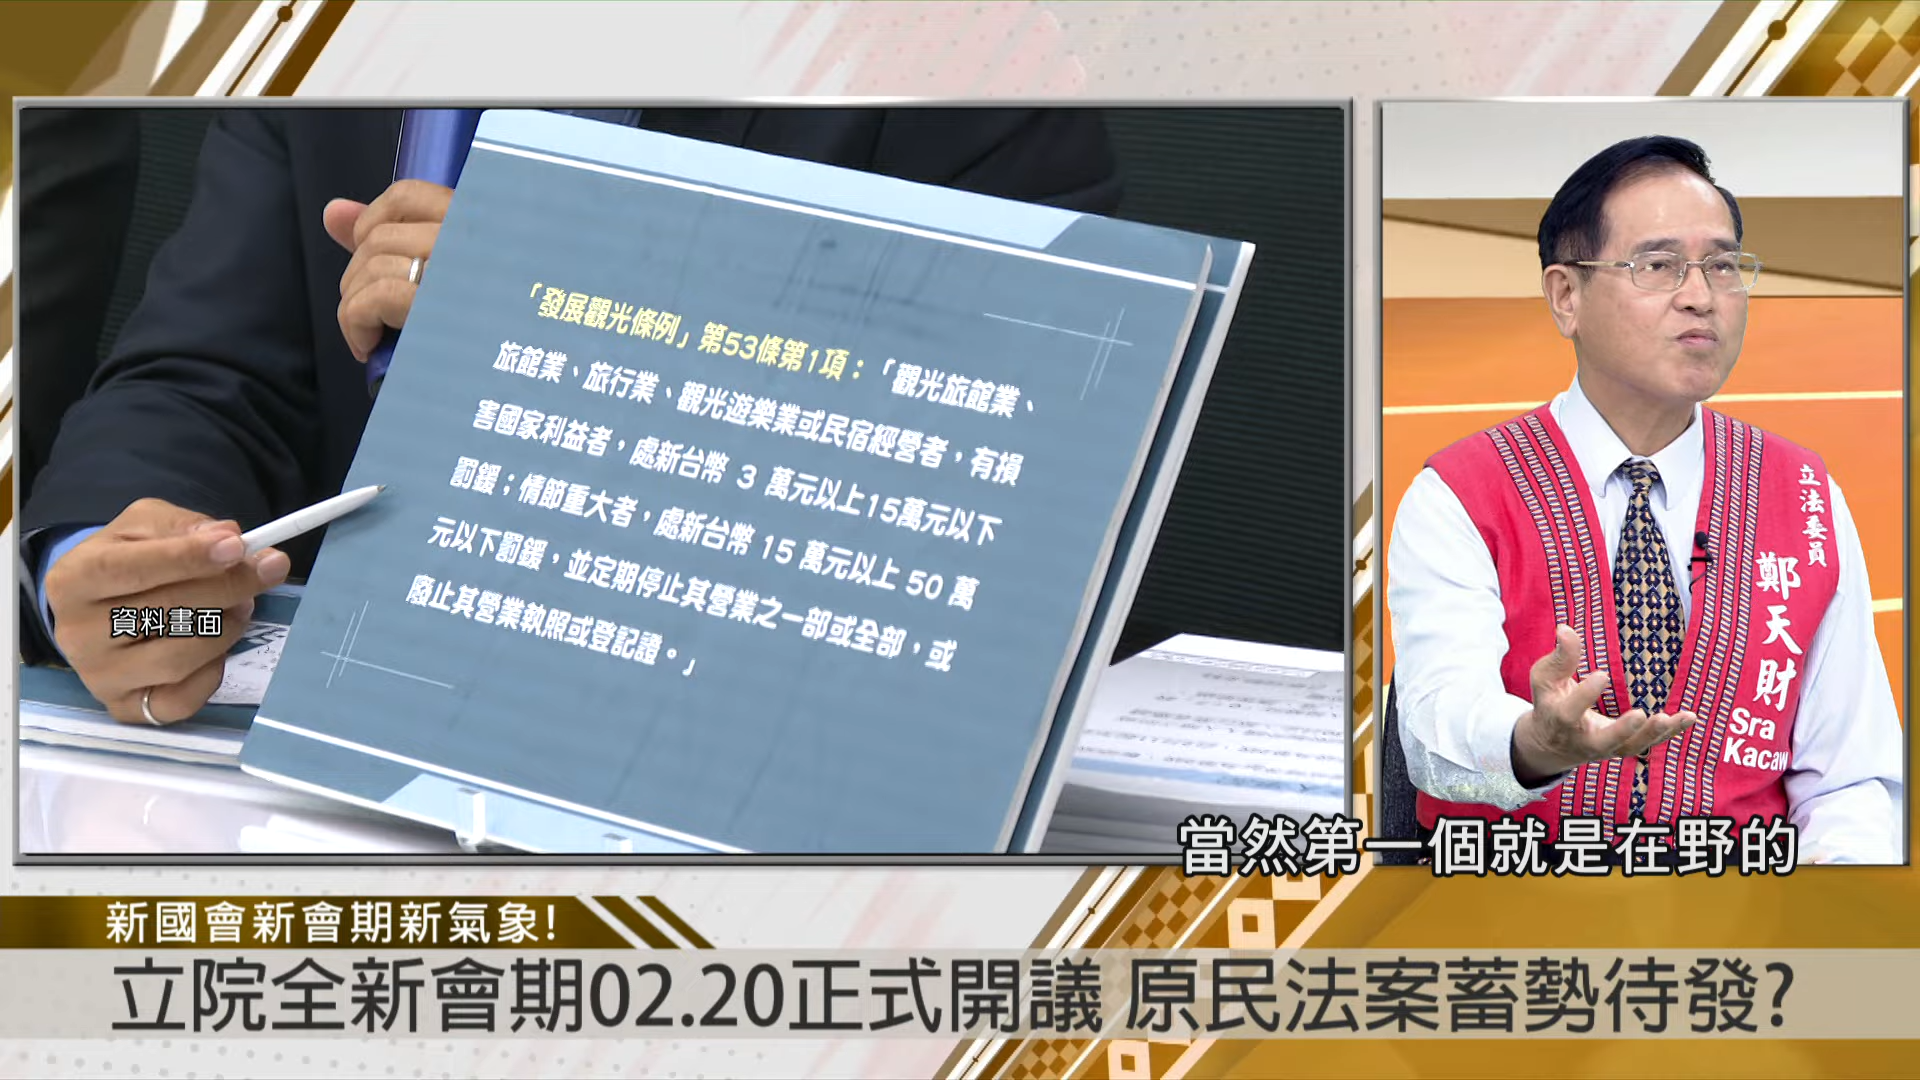 「發展觀光條例」第53條第1項：「觀光旅館業、
旅館業、旅行業、觀光遊樂業或民宿經營者，有損
害國家利益者，處新台幣 3 萬元以上15萬元以下
罰鍰；情節重大者，處新台幣 15 萬元以上 50 萬
元以下罰鍰，並定期停止其營業之一部或全部，或
廢止其營業執照或登記證。」
資料畫面
立法委員
鄭天財
Sra
Kacaw
當然第一個就是在野的
新國會新會期新氣象!
立院全新會期02.20正式開議 原民法案蓄勢待發?